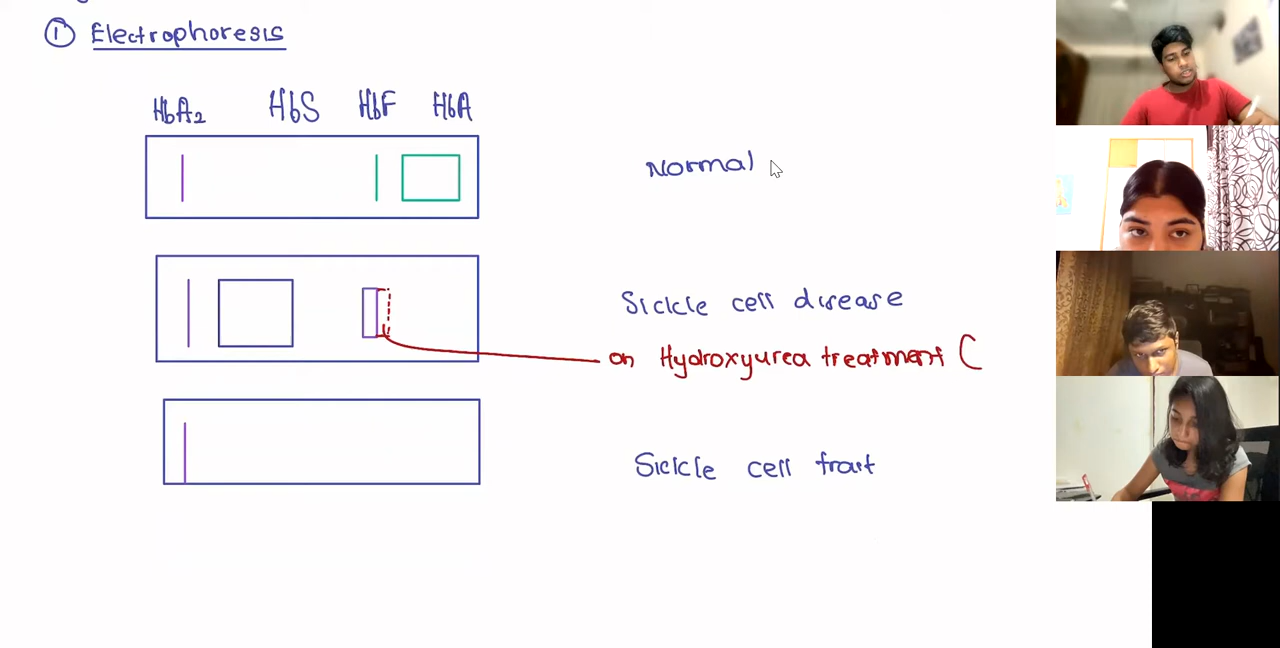 ① Electrophoresis
HbA₂ HbS HbF HbA
Normal
Sickle cell disease
on Hydroxyurea treatment (
Sickle cell trait